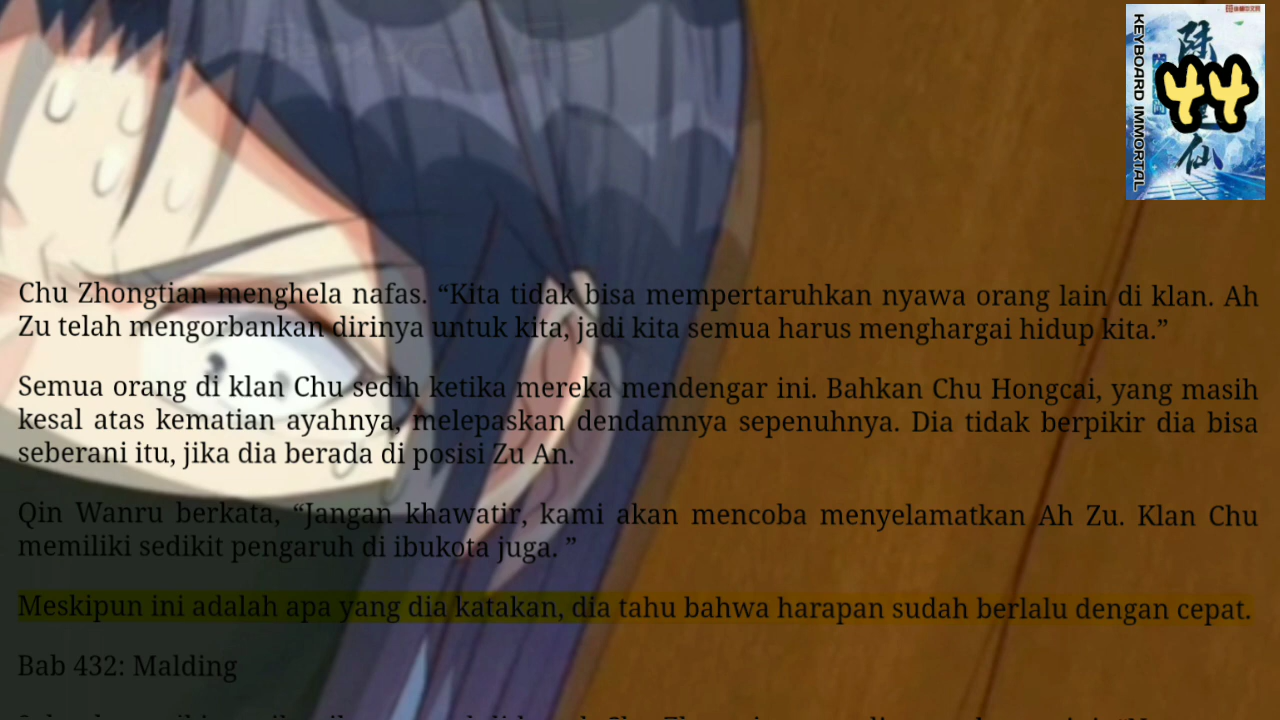 KEYBOARD IMMORTAL
44
Chu Zhongtian menghela nafas. “Kita tidak bisa mempertaruhkan nyawa orang lain di klan. Ah
Zu telah mengorbankan dirinya untuk kita, jadi kita semua harus menghargai hidup kita.”
Semua orang di klan Chu sedih ketika mereka mendengar ini. Bahkan Chu Hongcai, yang masih
kesal atas kematian ayahnya, melepaskan dendamnya sepenuhnya. Dia tidak berpikir dia bisa
seberani itu, jika dia berada di posisi Zu An.
Qin Wanru berkata, “Jangan khawatir, kami akan mencoba menyelamatkan Ah Zu. Klan Chu
memiliki sedikit pengaruh di ibukota juga. ”
Meskipun ini adalah apa yang dia katakan, dia tahu bahwa harapan sudah berlalu dengan cepat.
Bab 432: Malding